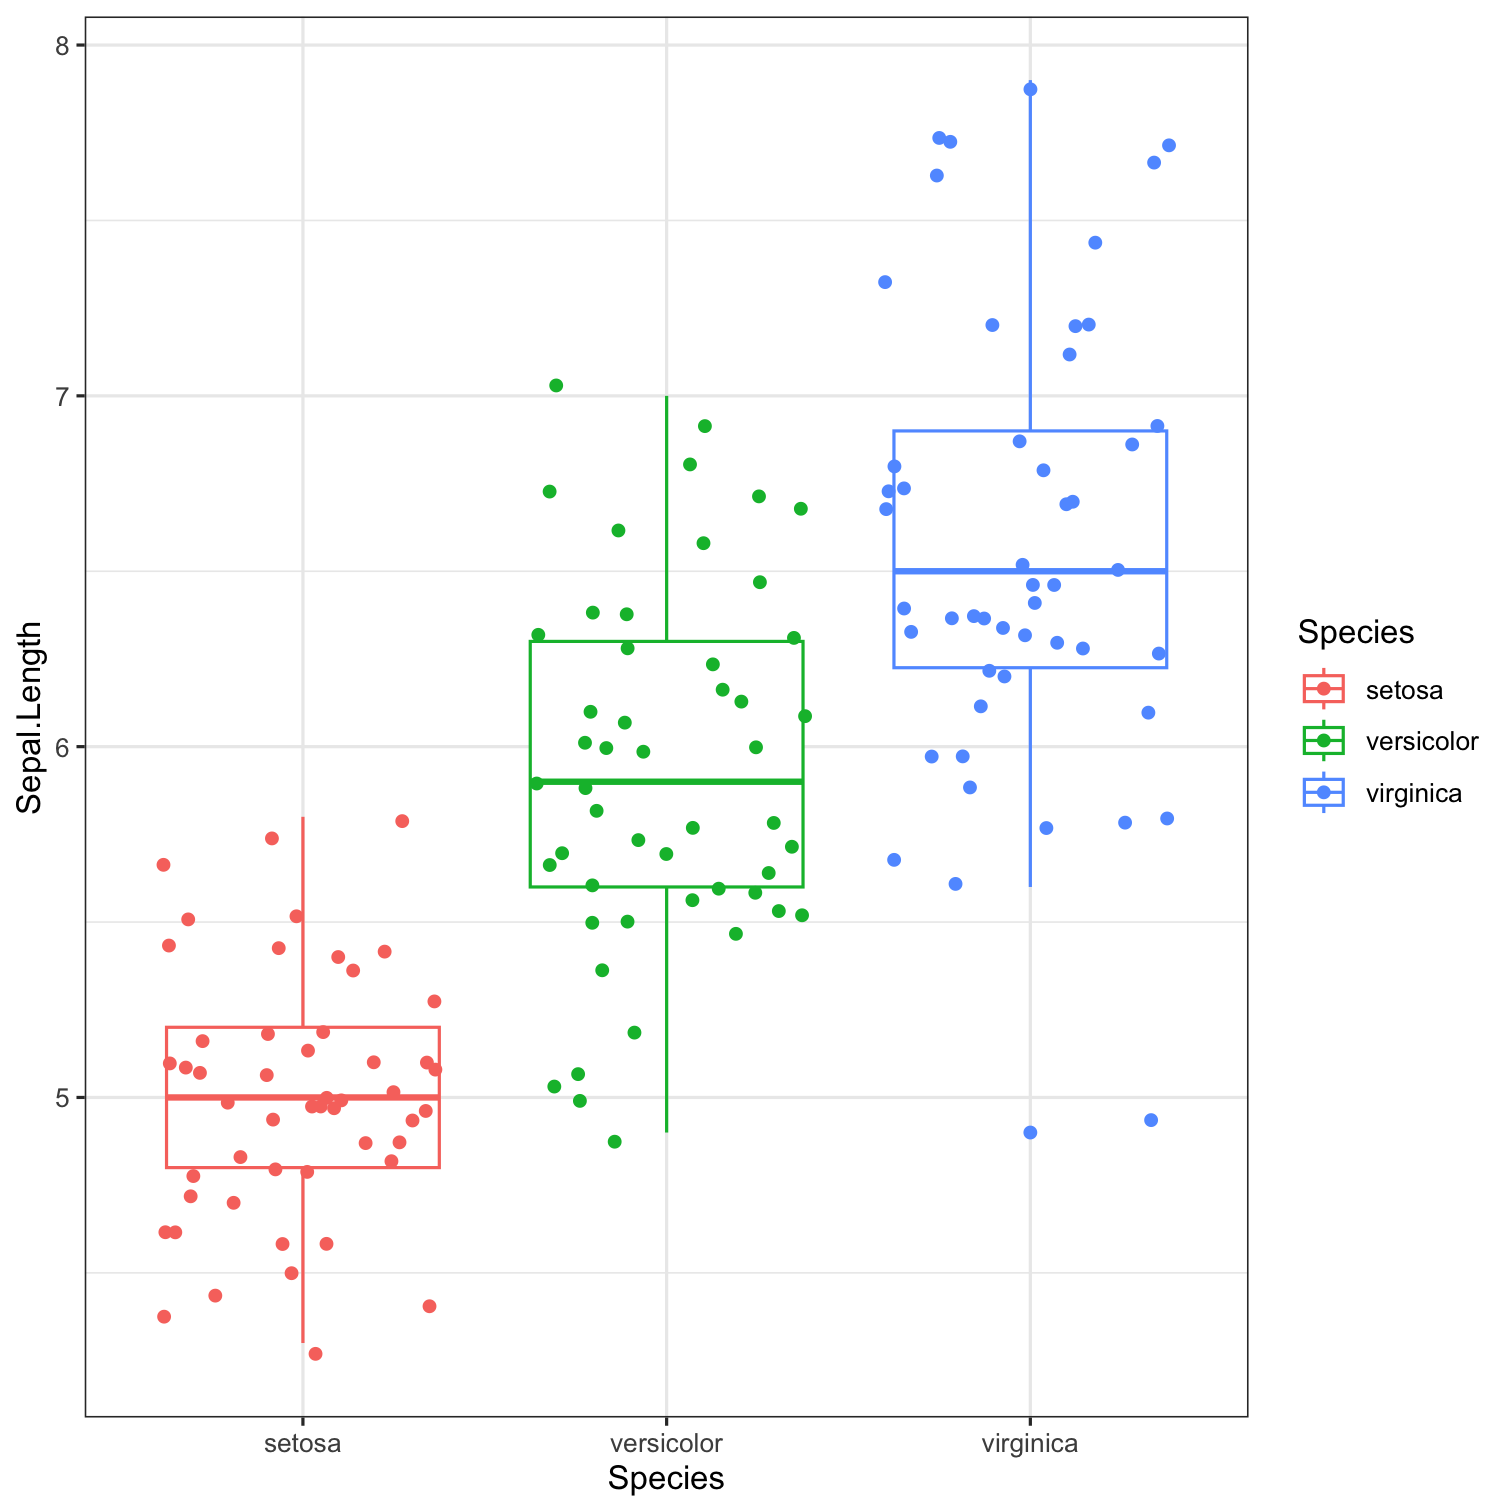 8
7
6
5
Sepal.Length
setosa versicolor virginica
Species
Species
setosa
versicolor
virginica